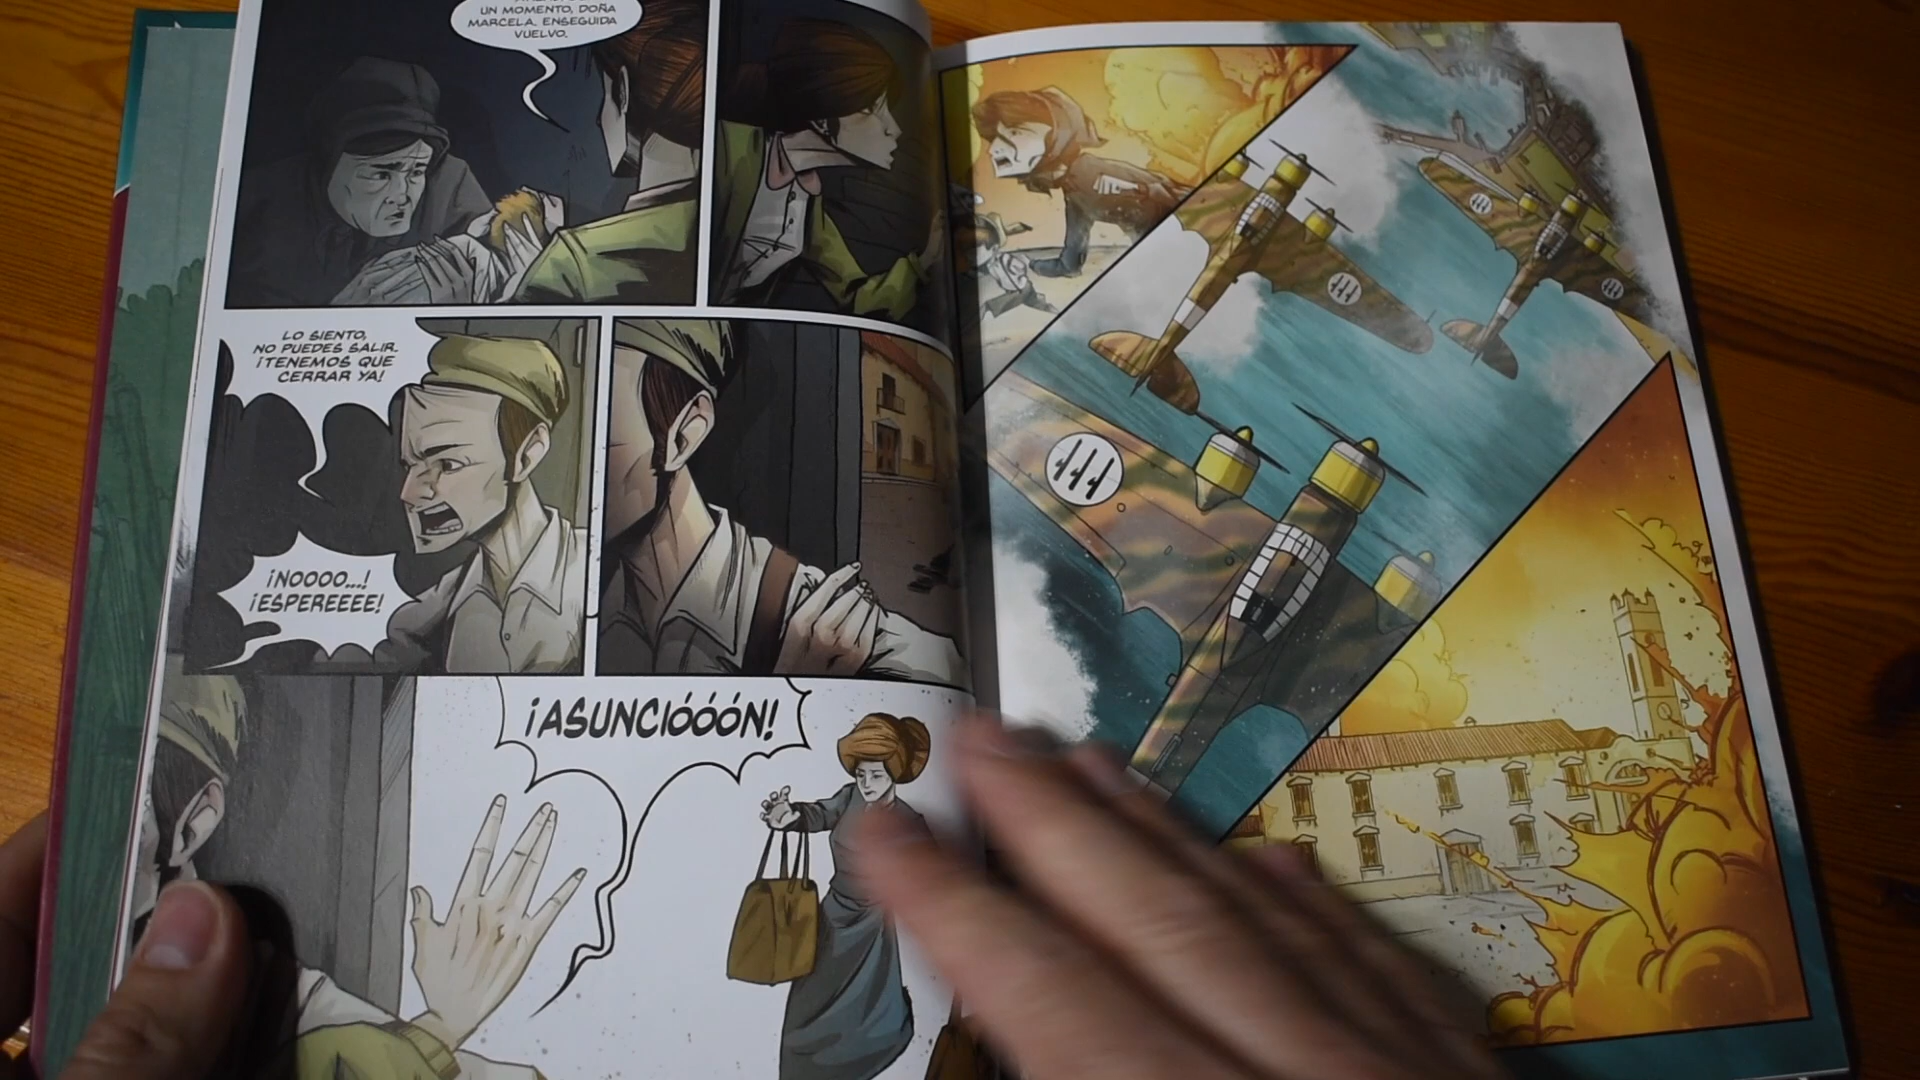 UN MOMENTO, DOÑA
MARCELA. ENSEGUIDA
VUELVO.
LO SIENTO,
NO PUEDES SALIR.
¡TENEMOS QUE
CERRAR YA!
¡NOOOO...!
¡ESPEREEEE!
¡ASUNCIÓÓÓN!